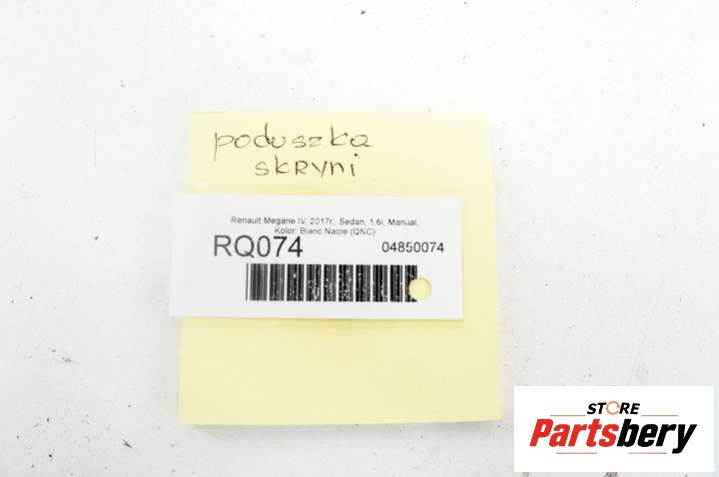 poduszka
skRyni
Renault Megane IV, 2017r., Sedan, 1.6i, Manual,
Kolor: Blanc Nacre (QNC)
RQ074 04850074
STORE
Partsbery